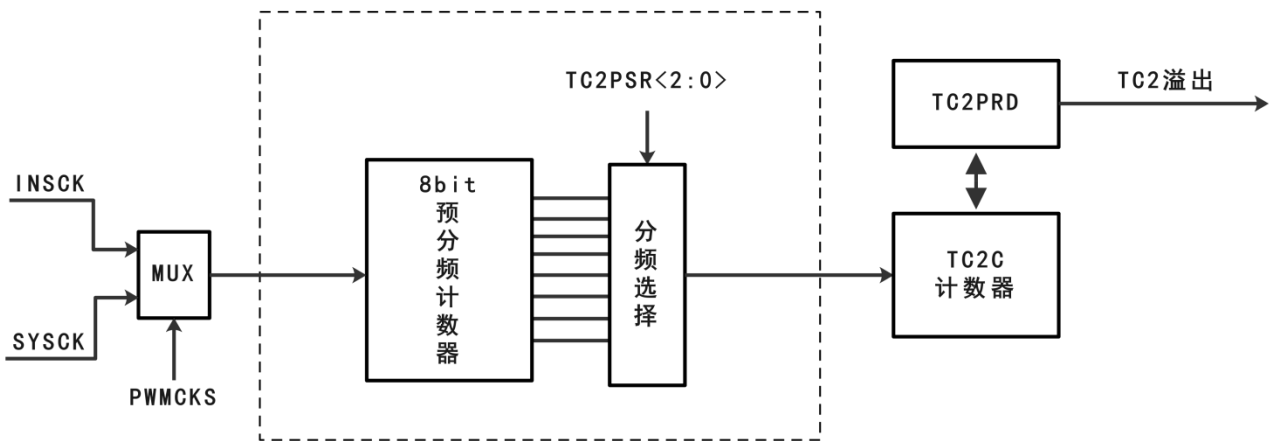 TC2PSR<2:0>
TC2PRD
TC2溢出
INSCK
8bit
预
分
频
计
数
器
分
频
选
择
MUX
TC2C
计数器
SYSCK
PWMCKS